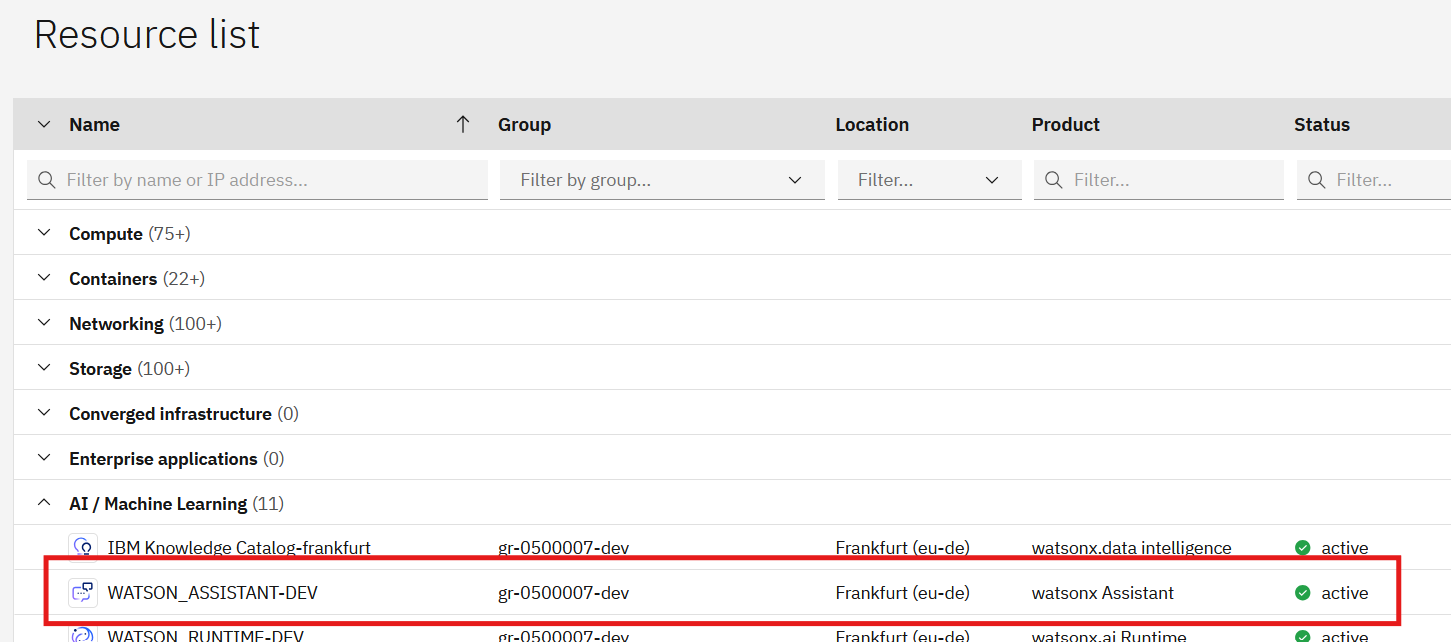 Resource list
Name Group Location Product Status
Filter by name or IP address... Filter by group... Filter... Filter... Filter...
Compute (75+)
Containers (22+)
Networking (100+)
Storage (100+)
Converged infrastructure (0)
Enterprise applications (0)
AI / Machine Learning (11)
IBM Knowledge Catalog-frankfurt gr-0500007-dev Frankfurt (eu-de) watsonx.data intelligence active
WATSON_ASSISTANT-DEV gr-0500007-dev Frankfurt (eu-de) watsonx Assistant active
WATSON_RUNTIME-DEV gr-0500007-dev Frankfurt (eu-de) watsonx.ai Runtime active